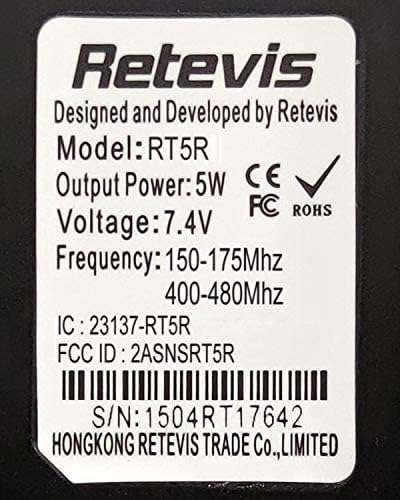 Retevis
Designed and Developed by Retevis
Model: RT5R
Output Power: 5W
CE
Voltage: 7.4V
FC ROHS
Frequency: 150-175Mhz
400-480Mhz
IC : 23137-RT5R
FCC ID : 2ASNSRT5R
S/N:1504RT17642
HONGKONG RETEVIS TRADE Co.,LIMITED